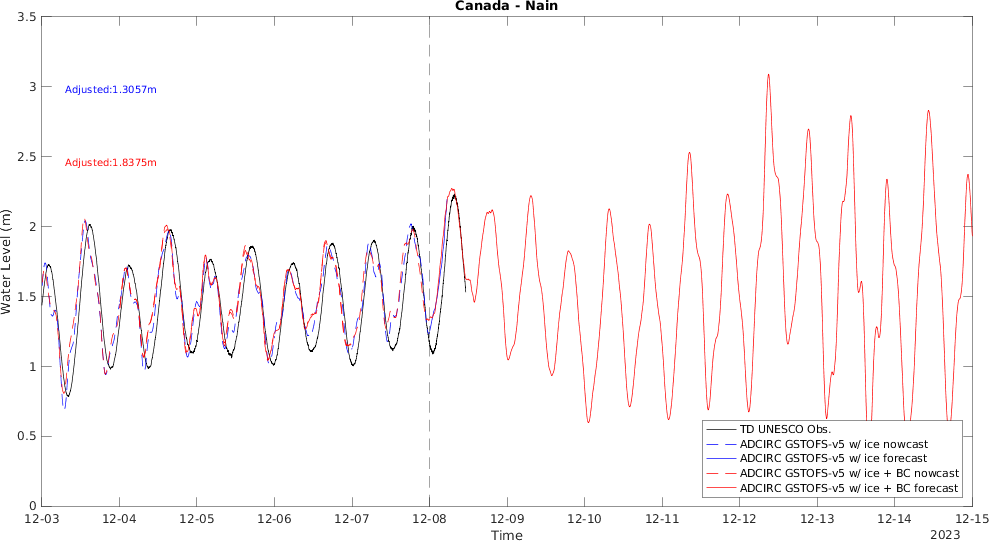 Canada - Nain
3.5
3
2.5
2
1.5
1
0.5
0
Water Level (m)
Adjusted:1.3057m
Adjusted:1.8375m
TD UNESCO Obs.
ADCIRC GSTOFS-v5 w/ ice nowcast
ADCIRC GSTOFS-v5 w/ ice forecast
ADCIRC GSTOFS-v5 w/ ice + BC nowcast
ADCIRC GSTOFS-v5 w/ ice + BC forecast
12-03 12-04 12-05 12-06 12-07 12-08 12-09 12-10 12-11 12-12 12-13 12-14 12-15
Time
2023